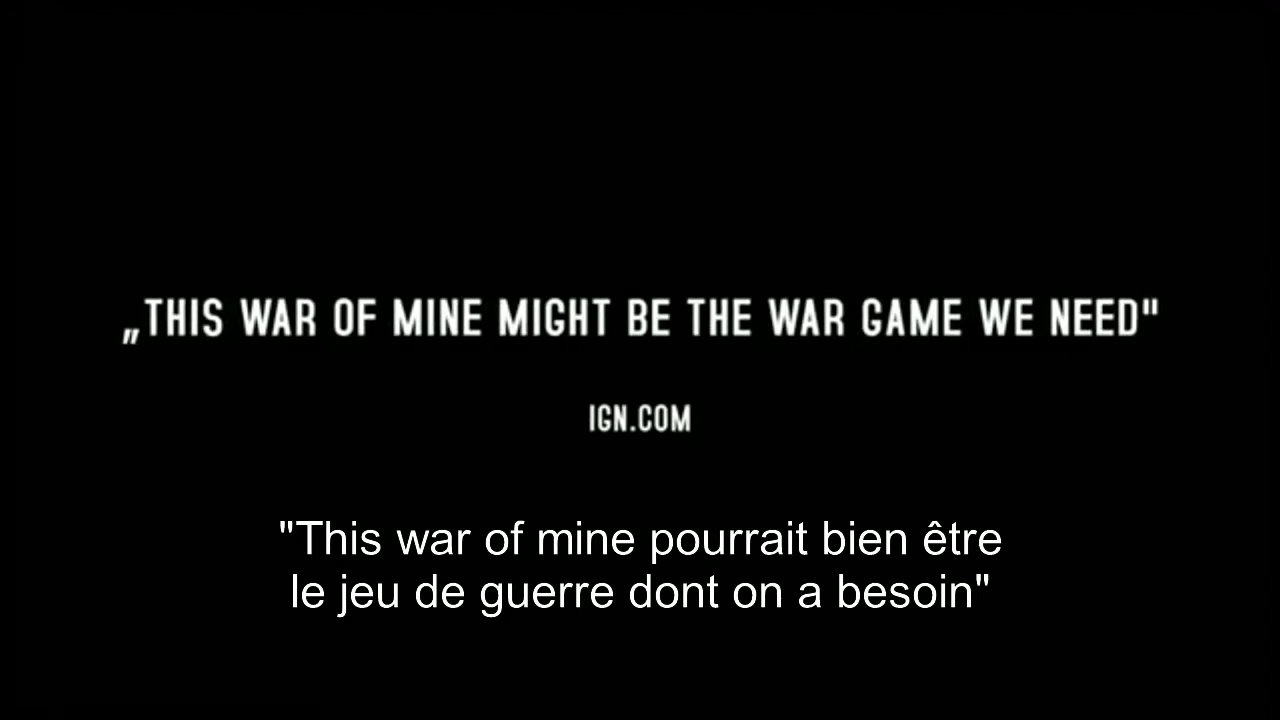 „THIS WAR OF MINE MIGHT BE THE WAR GAME WE NEED"
IGN.COM
"This war of mine pourrait bien être
le jeu de guerre dont on a besoin"